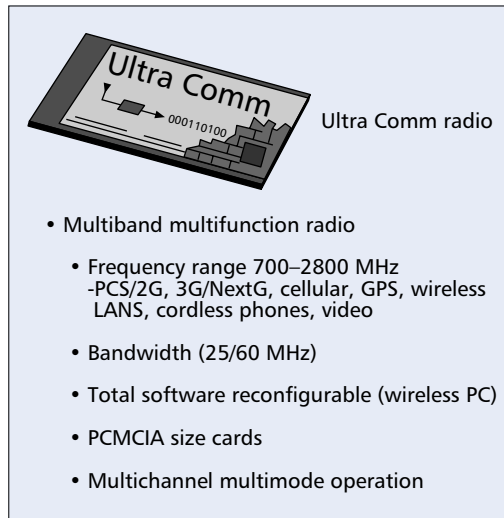 Ultra Comm
000110100
Ultra Comm radio
• Multiband multifunction radio
• Frequency range 700–2800 MHz
-PCS/2G, 3G/NextG, cellular, GPS, wireless
LANS, cordless phones, video
• Bandwidth (25/60 MHz)
• Total software reconfigurable (wireless PC)
• PCMCIA size cards
• Multichannel multimode operation